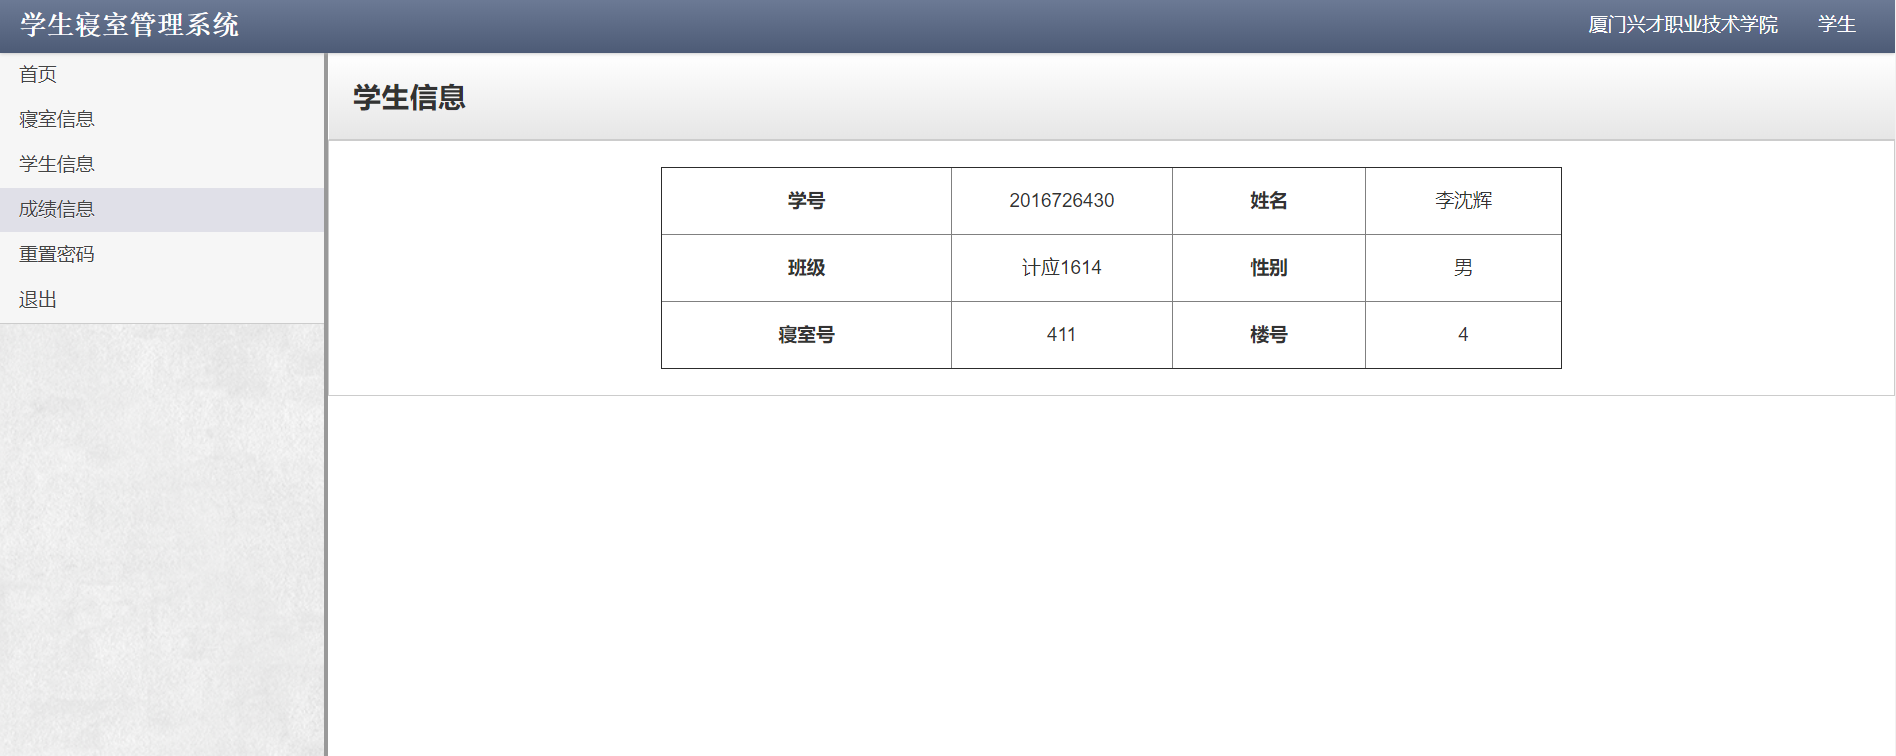 学生寝室管理系统
厦门兴才职业技术学院 学生
首页
寝室信息
学生信息
成绩信息
重置密码
退出
学生信息
学号 2016726430 姓名 李沈辉
班级 计应1614 性别 男
寝室号 411 楼号 4